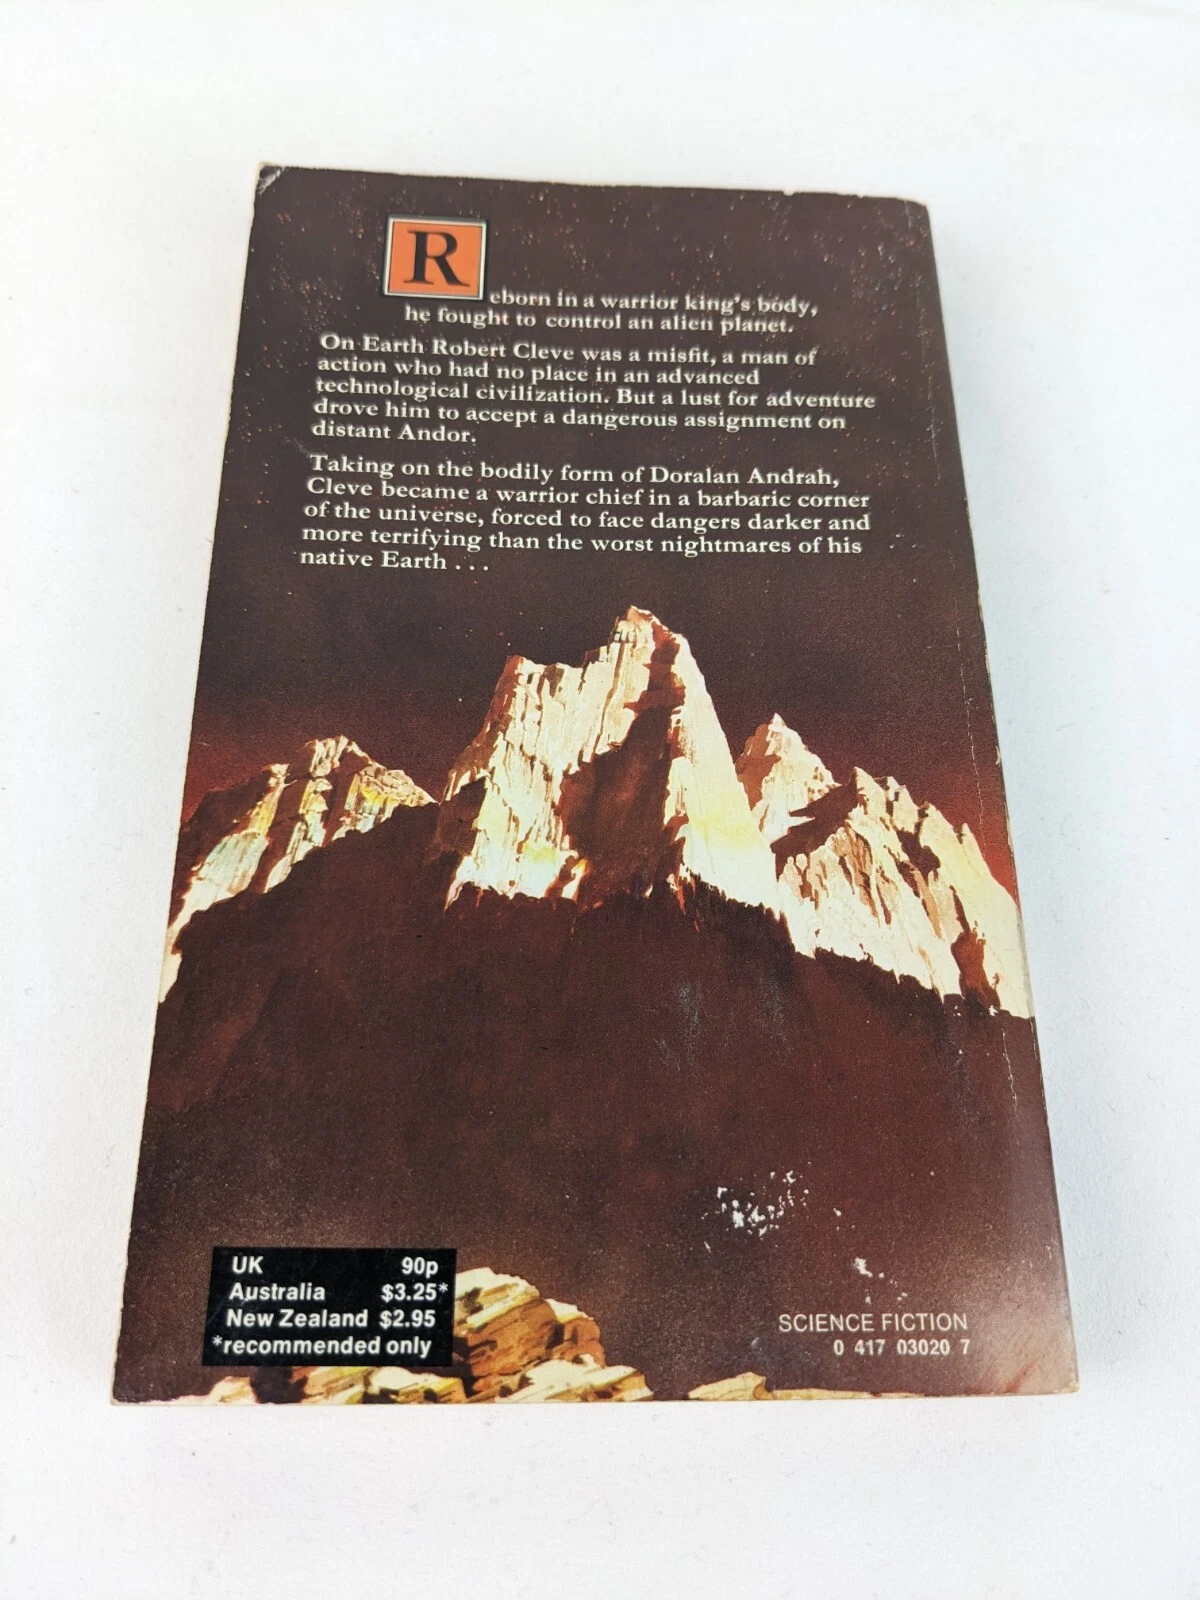 Reborn in a warrior king's body,
he fought to control an alien planet.
On Earth Robert Cleve was a misfit, a man of
action who had no place in an advanced
technological civilization. But a lust for adventure
drove him to accept a dangerous assignment on
distant Andor.
Taking on the bodily form of Doralan Andrah,
Cleve became a warrior chief in a barbaric corner
of the universe, forced to face dangers darker and
more terrifying than the worst nightmares of his
native Earth . . .
UK 90p
Australia $3.25*
New Zealand $2.95
*recommended only
SCIENCE FICTION
0 417 03020 7